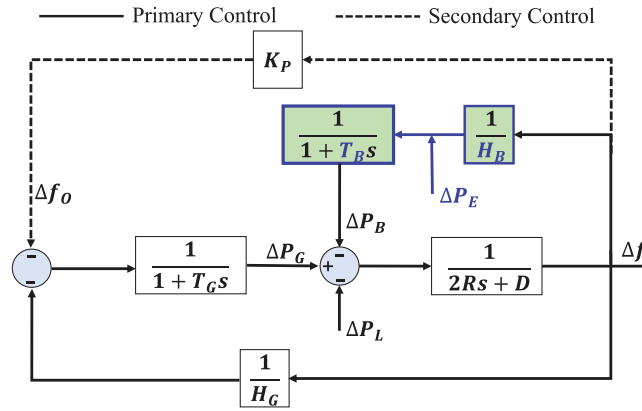 Primary Control
Secondary Control
K_P
1
1 + T_B s
1
H_B
Δf_O
ΔP_B
ΔP_E
1
1 + T_G s
ΔP_G
+
−
−
−
−
1
2Rs + D
Δf
ΔP_L
1
H_G